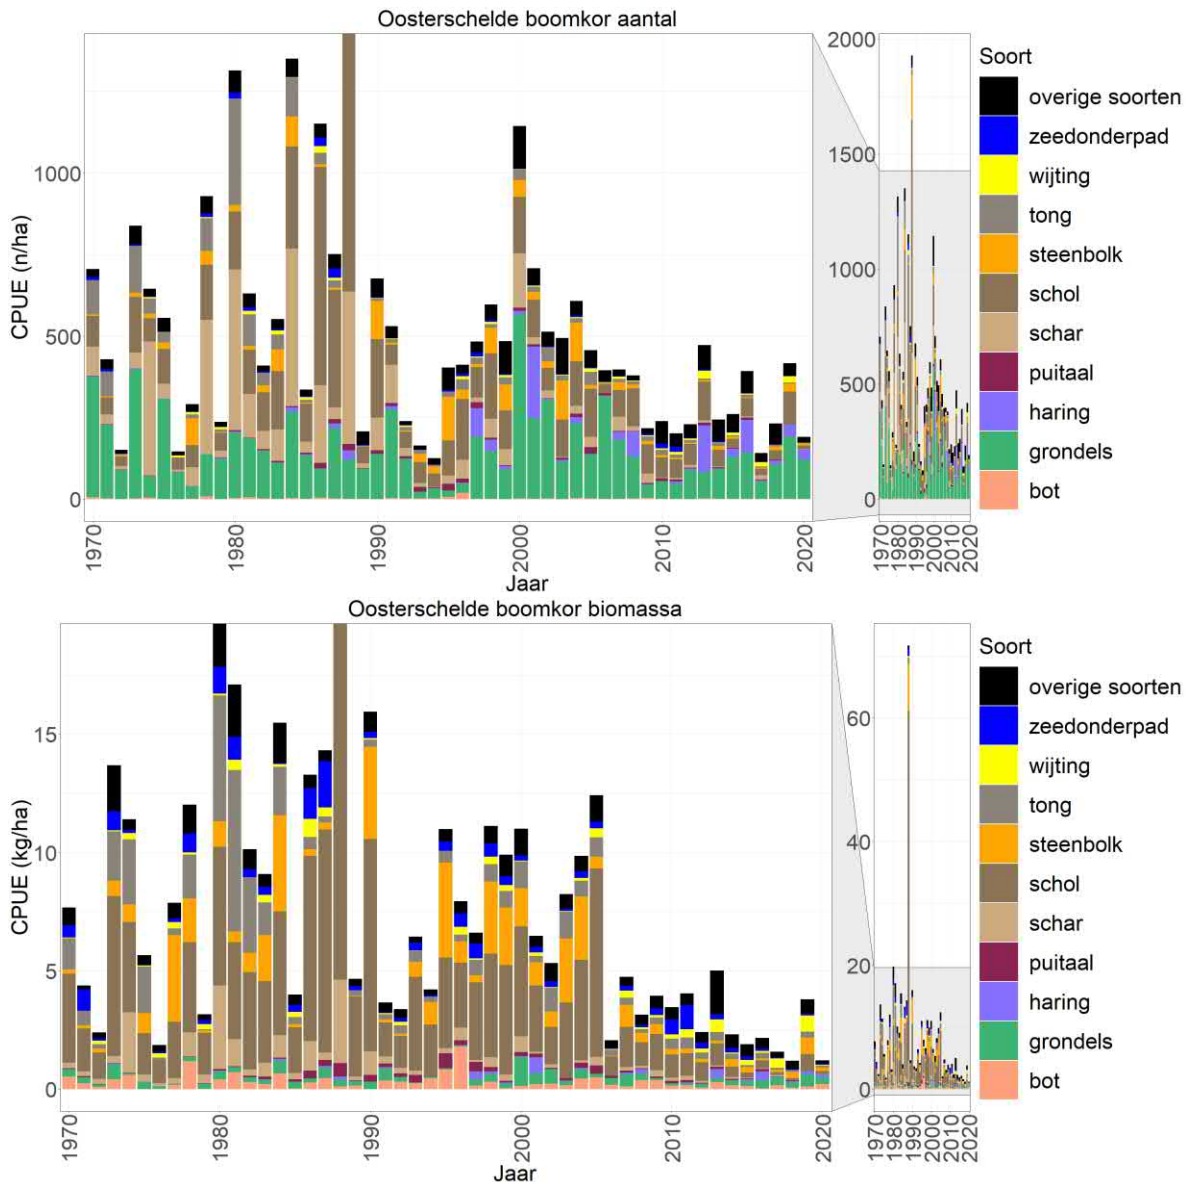 Oosterschelde boomkor aantal
CPUE (n/ha)
1000
500
0
1970
1980
1990
2000
2010
2020
Jaar
2000
1500
1000
500
0
1970
1980
1990
2000
2010
2020
Soort
overige soorten
zeedonderpad
wijting
tong
steenbolk
schol
schar
puitaal
haring
grondels
bot
Oosterschelde boomkor biomassa
CPUE (kg/ha)
15
10
5
0
1970
1980
1990
2000
2010
2020
Jaar
60
40
20
0
1970
1980
1990
2000
2010
2020
Soort
overige soorten
zeedonderpad
wijting
tong
steenbolk
schol
schar
puitaal
haring
grondels
bot